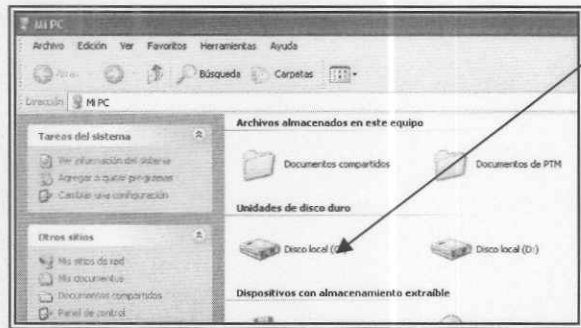 Mi PC
Archivo Edición Ver Favoritos Herramientas Ayuda
Atrás Búsqueda Carpetas
Dirección Mi PC
Tareas del sistema
Ver información del sistema
Agregar o quitar programas
Cambiar una configuración
Otros sitios
Mis sitios de red
Mis documentos
Documentos compartidos
Panel de control
Archivos almacenados en este equipo
Documentos compartidos Documentos de PTM
Unidades de disco duro
Disco local (C:) Disco local (D:)
Dispositivos con almacenamiento extraíble